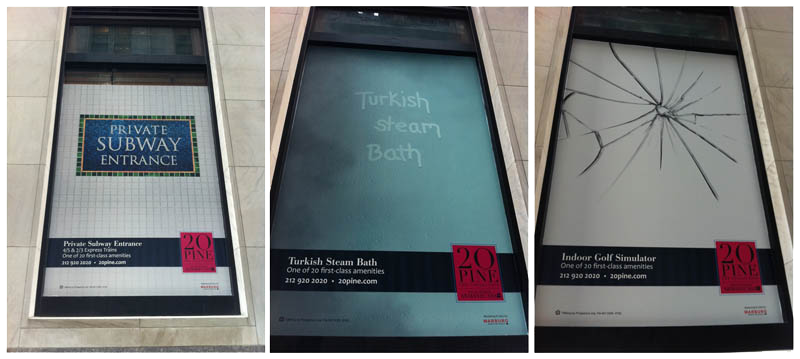 PRIVATE
SUBWAY
ENTRANCE
Private Subway Entrance
4/5 & 2/3 Express Trains
One of 20 first-class amenities
212 920 2020 • 20pine.com
20
PINE
WARBURG
Turkish
steam
Bath
Turkish Steam Bath
One of 20 first-class amenities
212 920 2020 • 20pine.com
20
PINE
WARBURG
Indoor Golf Simulator
One of 20 first-class amenities
212 920 2020 • 20pine.com
20
PINE
WARBURG